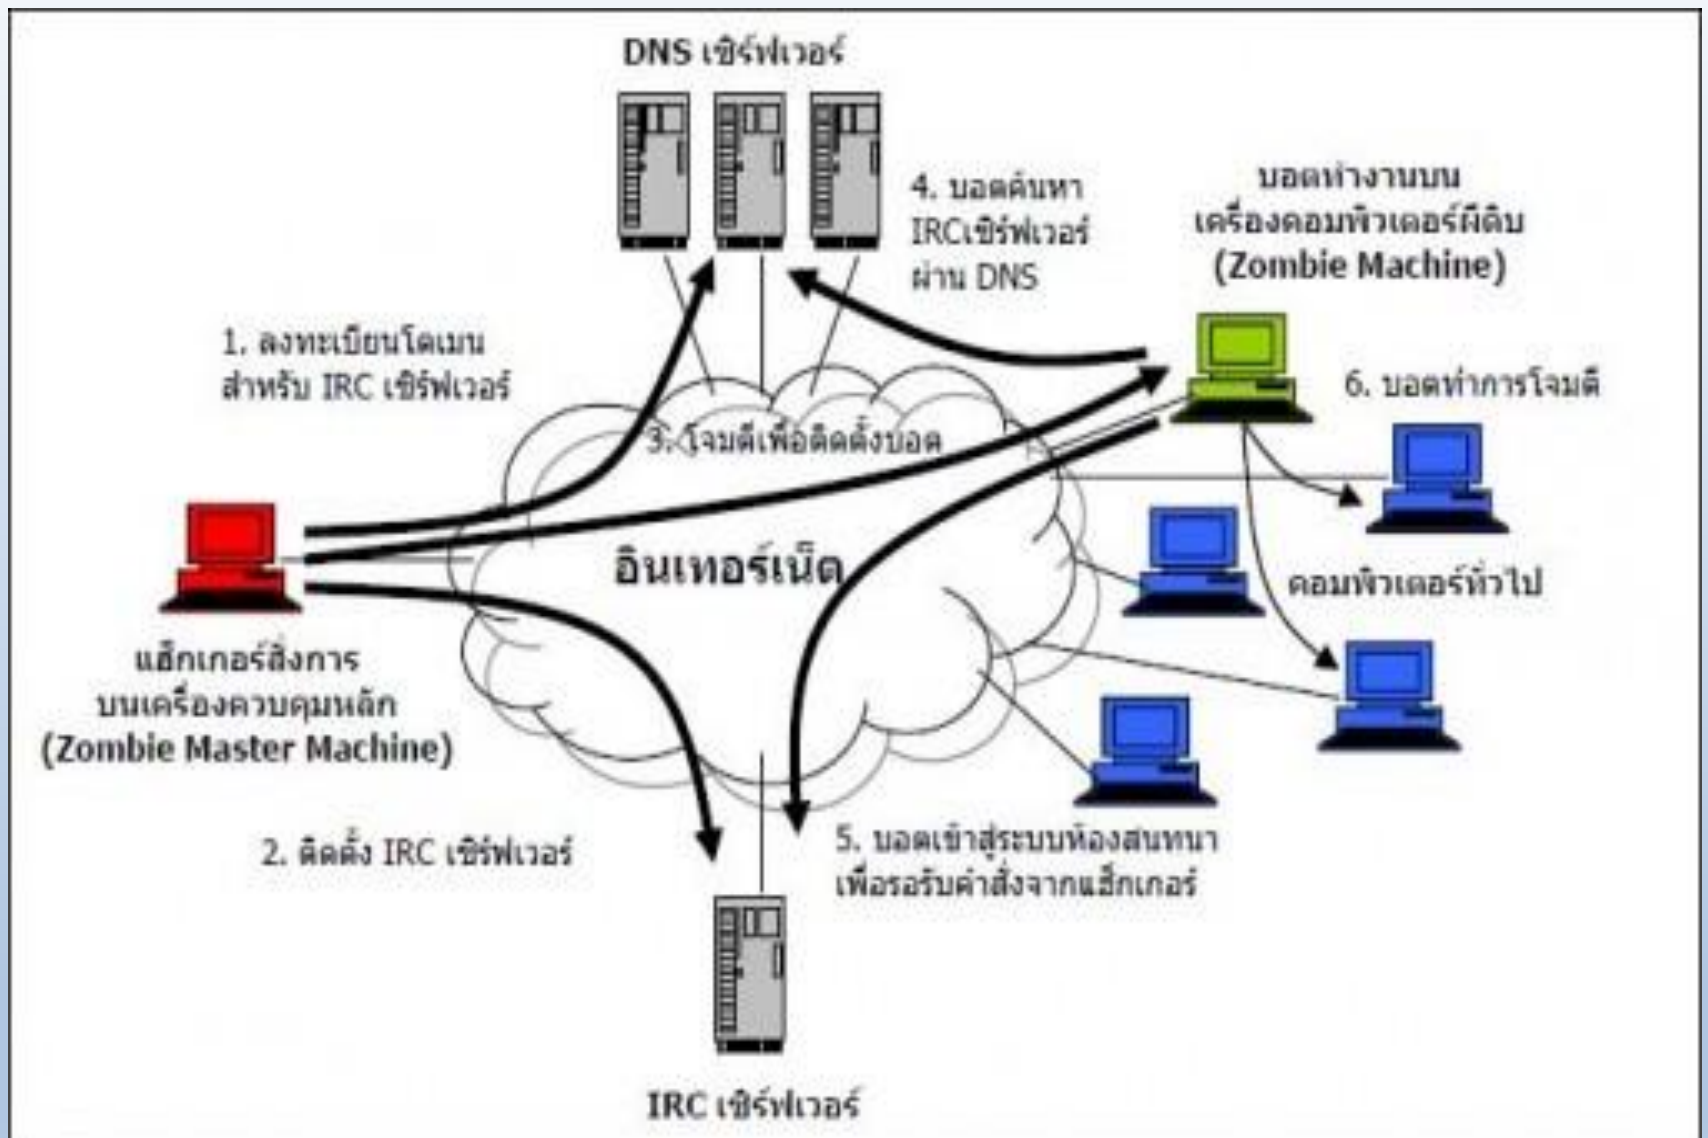 DNS เซิร์ฟเวอร์
4. บอตค้นหา
IRCเซิร์ฟเวอร์
ผ่าน DNS
บอตทำงานบน
เครื่องคอมพิวเตอร์ผีดิบ
(Zombie Machine)
1. ลงทะเบียนโดเมน
สำหรับ IRC เซิร์ฟเวอร์
6. บอตทำการโจมตี
3. โจมตีเพื่อติดตั้งบอต
อินเทอร์เน็ต
คอมพิวเตอร์ทั่วไป
แฮ็กเกอร์สั่งการ
บนเครื่องควบคุมหลัก
(Zombie Master Machine)
2. ติดตั้ง IRC เซิร์ฟเวอร์
5. บอตเข้าสู่ระบบห้องสนทนา
เพื่อรอรับคำสั่งจากแฮ็กเกอร์
IRC เซิร์ฟเวอร์